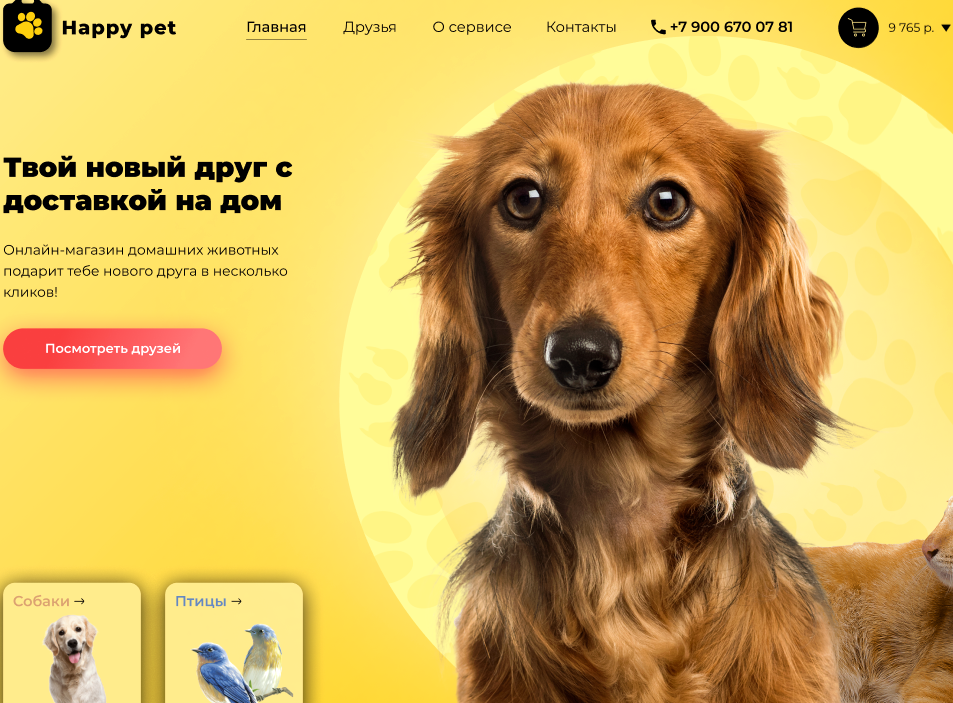 Happy pet
Главная
Друзья
О сервисе
Контакты
+7 900 670 07 81
9 765 р.
Твой новый друг с
доставкой на дом
Онлайн-магазин домашних животных
подарит тебе нового друга в несколько
кликов!
Посмотреть друзей
Собаки →
Птицы →